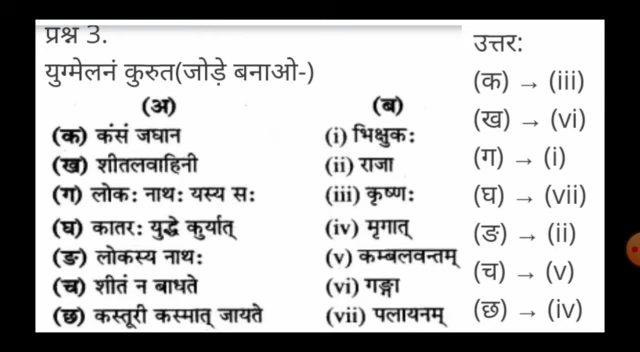 प्रश्न 3.
युग्मेलनं कुरुत(जोड़े बनाओ-)
(अ) (ब)
(क) कंसं जघान (i) भिक्षुकः
(ख) शीतलवाहिनी (ii) राजा
(ग) लोकः नाथः यस्य सः (iii) कृष्णः
(घ) कातरः युद्धे कुर्यात् (iv) मृगात्
(ङ) लोकस्य नाथः (v) कम्बलवन्तम्
(च) शीतं न बाधते (vi) गङ्गा
(छ) कस्तूरी कस्मात् जायते (vii) पलायनम्
उत्तर:
(क) → (iii)
(ख) → (vi)
(ग) → (i)
(घ) → (vii)
(ङ) → (ii)
(च) → (v)
(छ) → (iv)